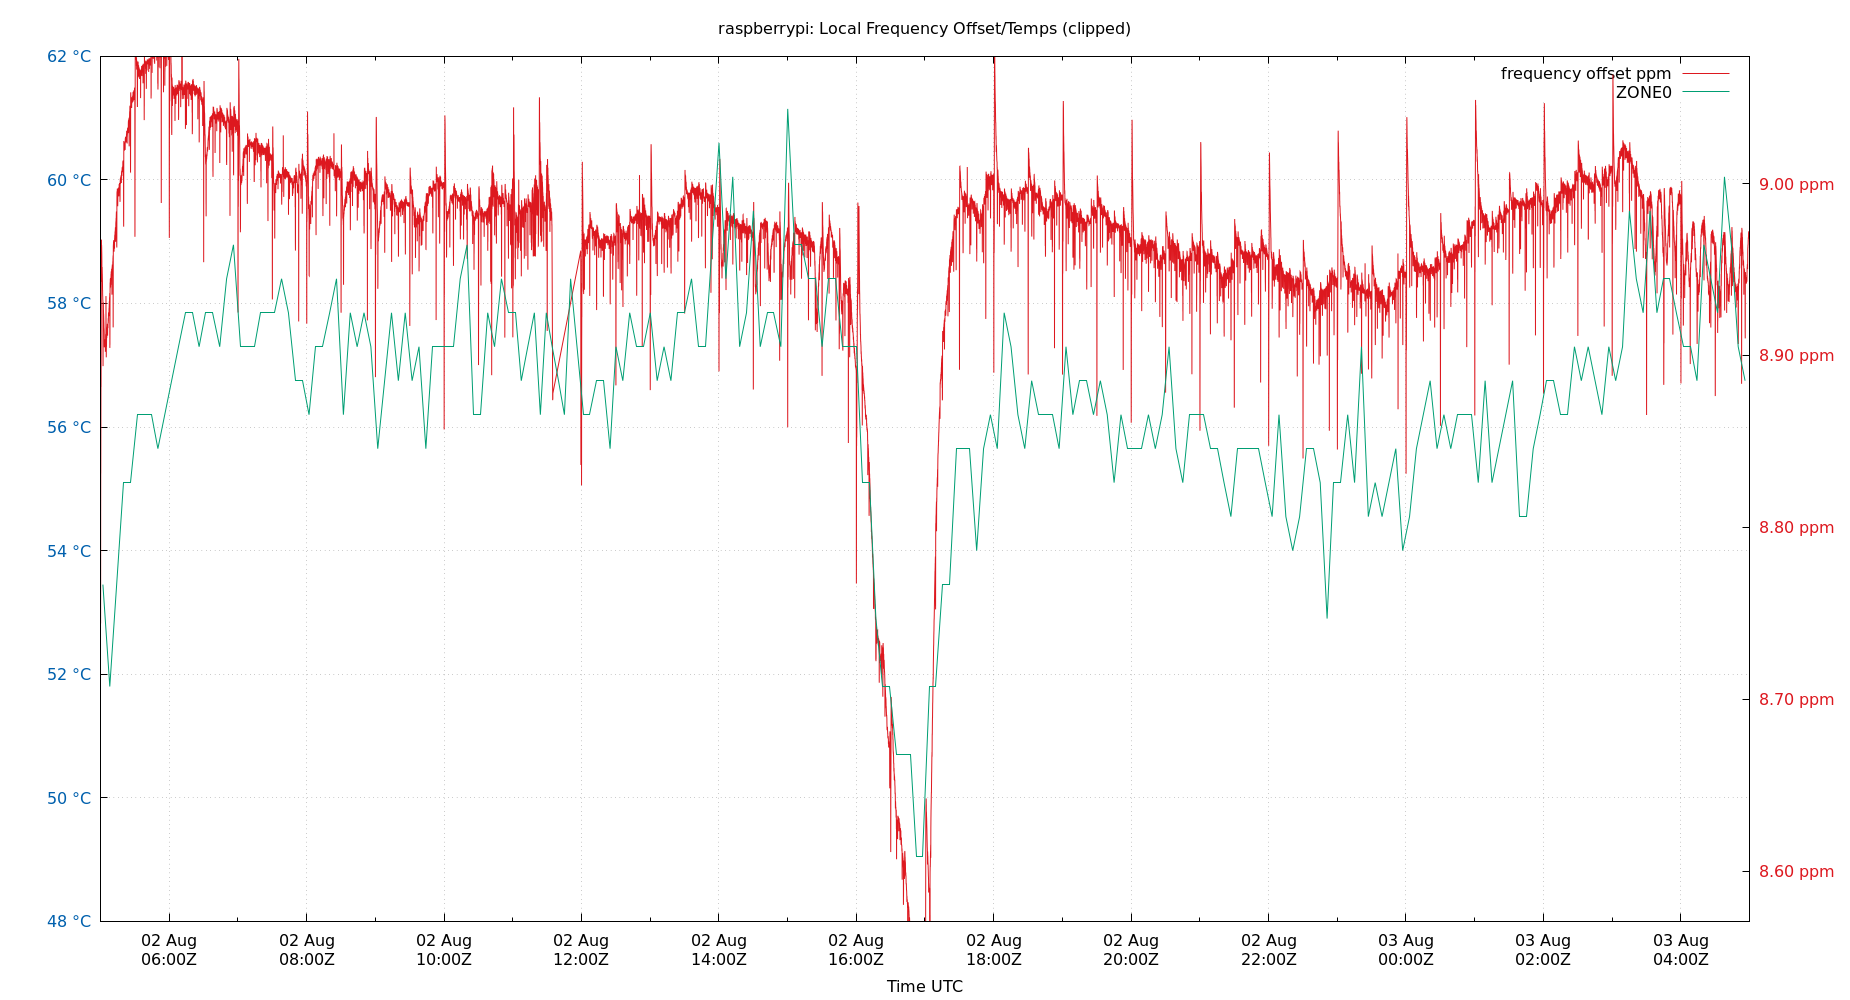 raspberrypi: Local Frequency Offset/Temps (clipped)
frequency offset ppm
ZONE0
62 °C
60 °C
58 °C
56 °C
54 °C
52 °C
50 °C
48 °C
9.00 ppm
8.90 ppm
8.80 ppm
8.70 ppm
8.60 ppm
02 Aug
06:00Z
02 Aug
08:00Z
02 Aug
10:00Z
02 Aug
12:00Z
02 Aug
14:00Z
02 Aug
16:00Z
02 Aug
18:00Z
02 Aug
20:00Z
02 Aug
22:00Z
03 Aug
00:00Z
03 Aug
02:00Z
03 Aug
04:00Z
Time UTC